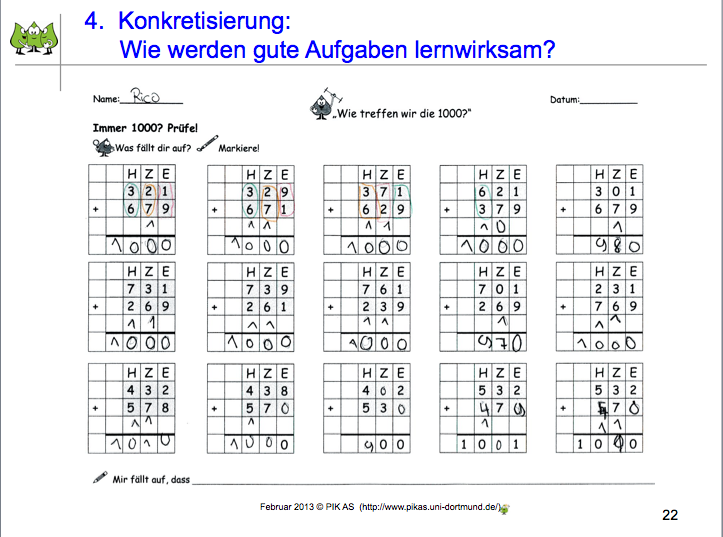 4. Konkretisierung:
Wie werden gute Aufgaben lernwirksam?
Name: Rico
„Wie treffen wir die 1000?“
Datum:
Immer 1000? Prüfe!
Was fällt dir auf? Markiere!
H Z E H Z E H Z E H Z E H Z E
3 2 1 3 2 9 3 7 1 6 2 1 3 0 1
+ 6 7 9 + 6 7 1 + 6 2 9 + 3 7 9 + 6 7 9
1 1 1 1 1 1 0 1
1 0 0 0 1 0 0 0 1 0 0 0 1 0 0 0 9 8 0
H Z E H Z E H Z E H Z E H Z E
7 3 1 7 3 9 7 6 1 7 0 1 2 3 1
+ 2 6 9 + 2 6 1 + 2 3 9 + 2 6 9 + 7 6 9
1 1 1 1 1 1 1 1 1
1 0 0 0 1 0 0 0 1 0 0 0 9 7 0 1 0 0 0
H Z E H Z E H Z E H Z E H Z E
4 3 2 4 3 8 4 0 2 5 3 2 5 3 2
+ 5 7 8 + 5 7 0 + 5 3 0 + 4 7 + 7 0
1 1 1 1 1 1
1 0 1 0 1 0 0 0 9 0 0 1 0 0 1 1 0 0
Mir fällt auf, dass
Februar 2013 © PIK AS (http://www.pikas.uni-dortmund.de/)
22